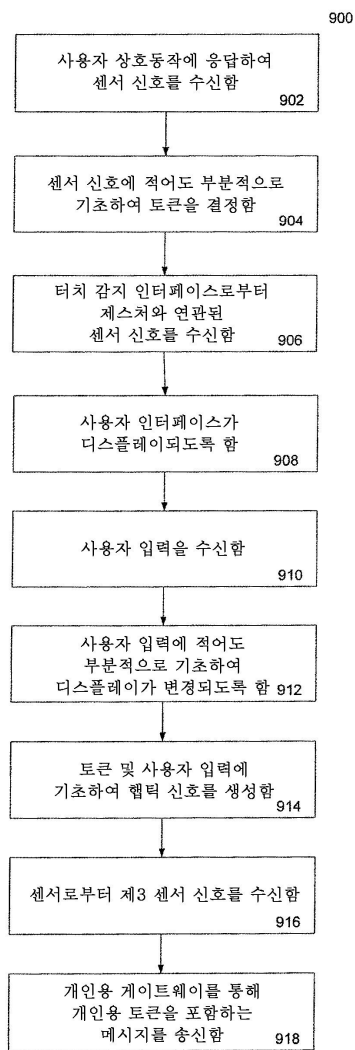 900
사용자 상호동작에 응답하여
센서 신호를 수신함
902
센서 신호에 적어도 부분적으로
기초하여 토큰을 결정함
904
터치 감지 인터페이스로부터
제스처와 연관된
센서 신호를 수신함
906
사용자 인터페이스가
디스플레이되도록 함
908
사용자 입력을 수신함
910
사용자 입력에 적어도
부분적으로 기초하여
디스플레이가 변경되도록 함 912
토큰 및 사용자 입력에
기초하여 햅틱 신호를 생성함
914
센서로부터 제3 센서 신호를 수신함
916
개인용 게이트웨이를 통해
개인용 토큰을 포함하는
메시지를 송신함
918